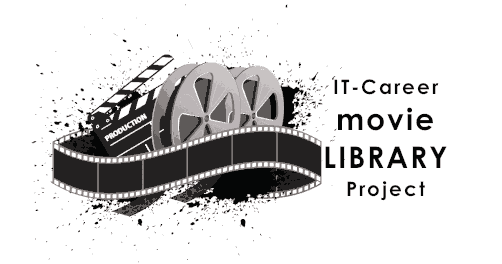 PRODUCTION
IT-Career
movie
LIBRARY
Project